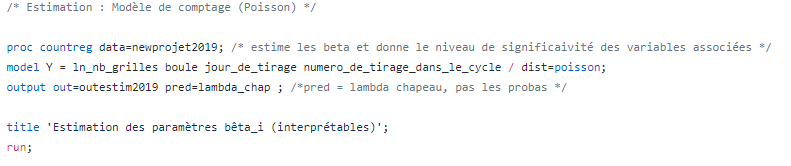 /* Estimation : Modèle de comptage (Poisson) */
proc countreg data=newprojet2019; /* estime les beta et donne le niveau de significaivité des variables associées */
model Y = ln_nb_grilles boule jour_de_tirage numero_de_tirage_dans_le_cycle / dist=poisson;
output out=outestim2019 pred=lambda_chap ; /*pred = lambda chapeau, pas les probas */
title 'Estimation des paramètres bêta_i (interprétables)';
run;